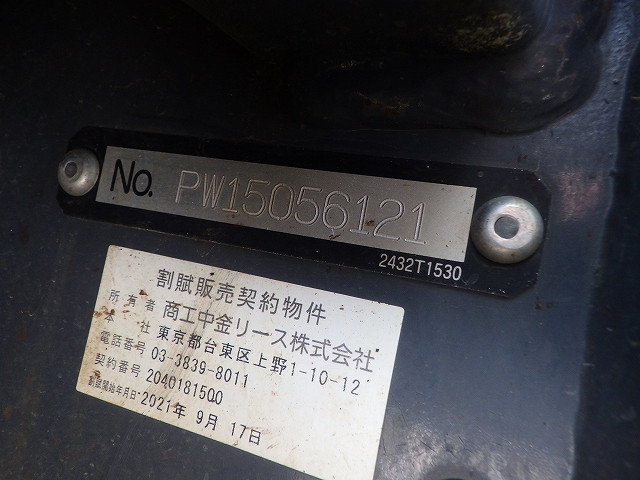 No. PW15056121
2432T1530
割賦販売契約物件
所有者 商工中金リース株式会社
本社 東京都台東区上野1-10-12
電話番号 03-3839-8011
契約番号 2040181500
割賦開始年月日 2021年 9月 17日